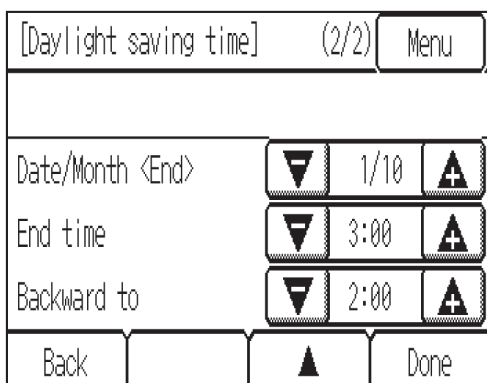 [Daylight saving time] (2/2) Menu
Date/Month <End> 1/10
End time 3:00
Backward to 2:00
Back Done